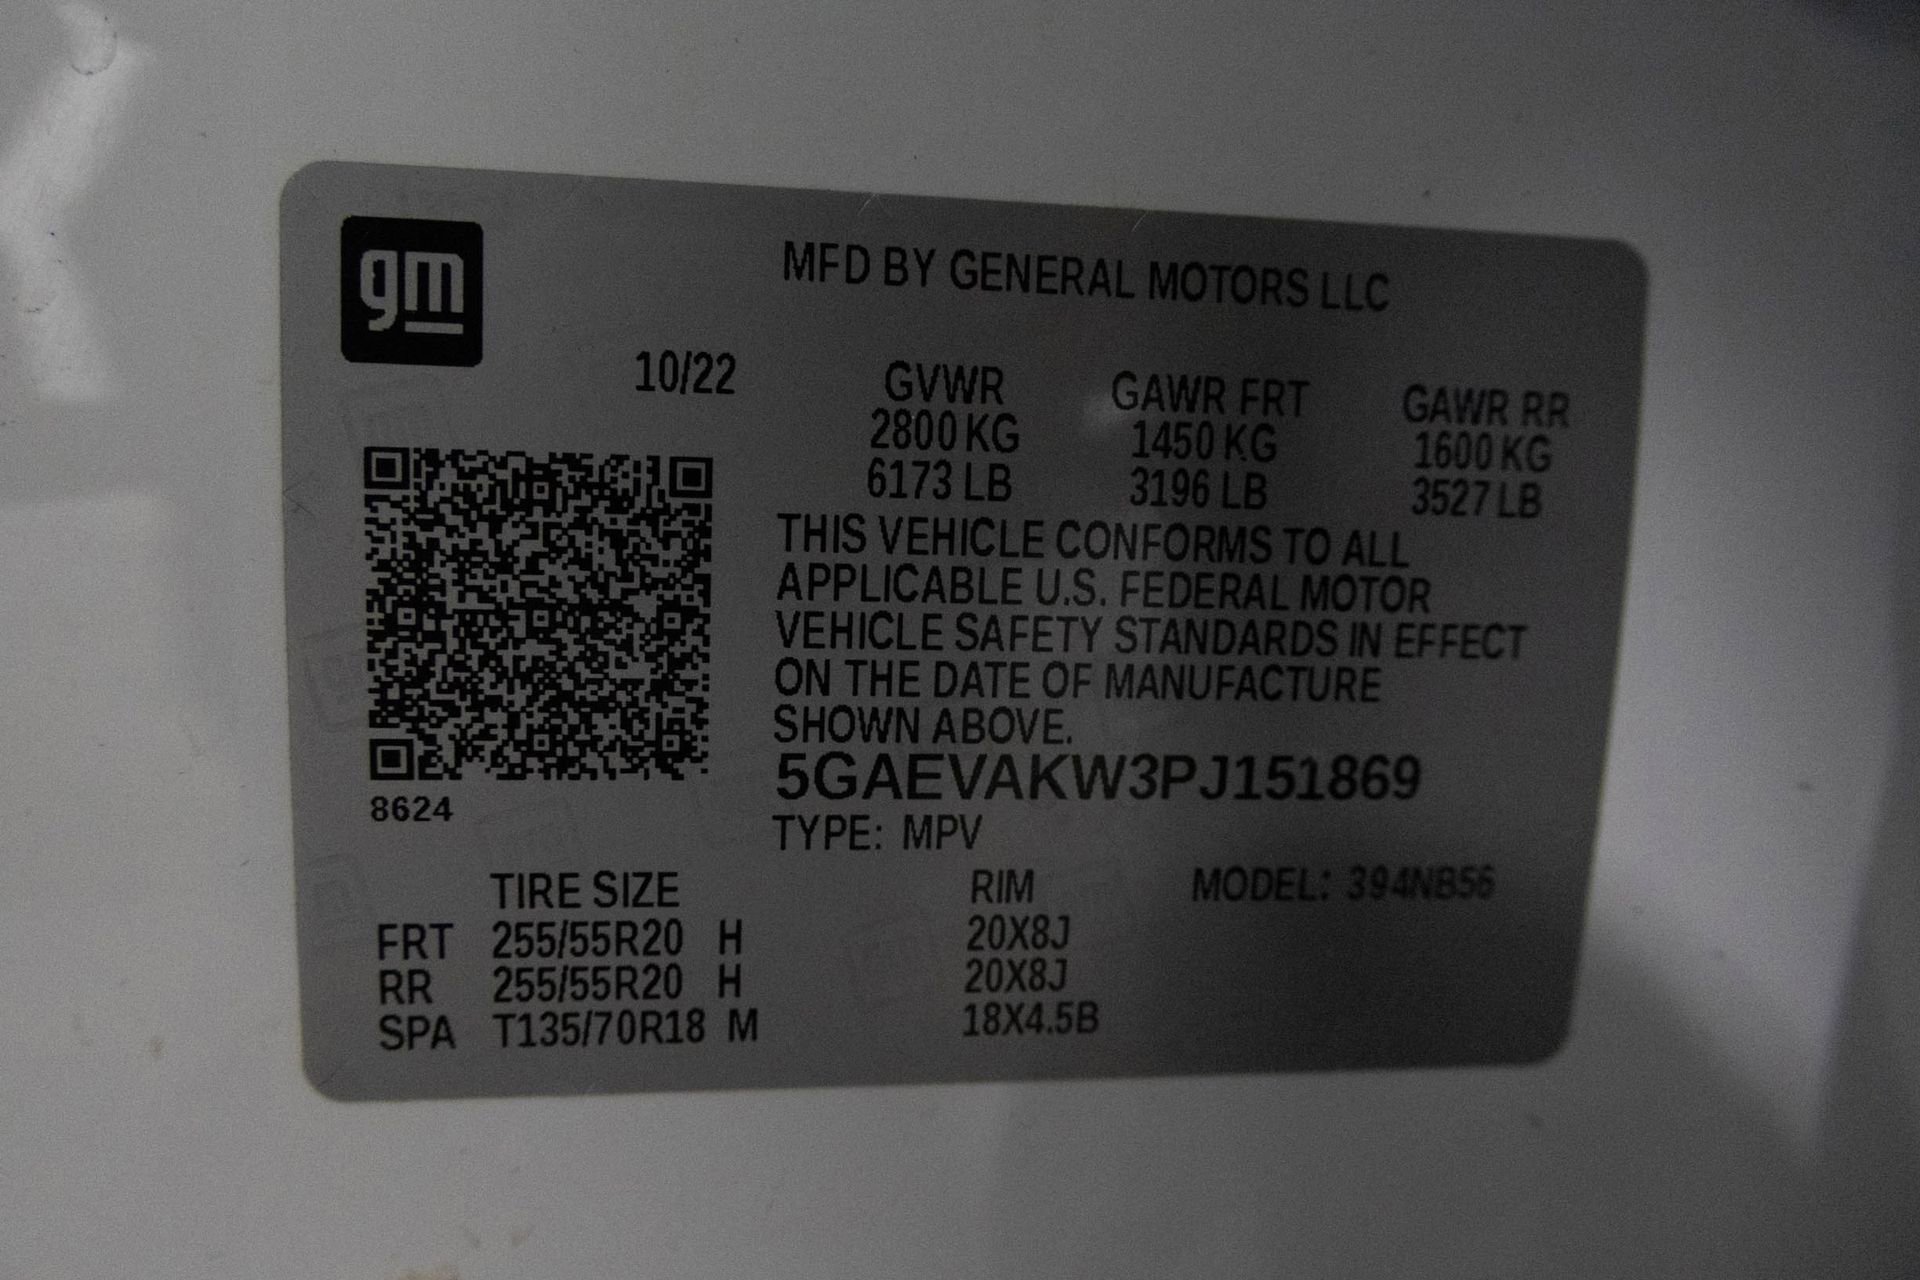 gm
MFD BY GENERAL MOTORS LLC
10/22
GVWR GAWR FRT GAWR RR
2800 KG 1450 KG 1600 KG
6173 LB 3196 LB 3527 LB
THIS VEHICLE CONFORMS TO ALL
APPLICABLE U.S. FEDERAL MOTOR
VEHICLE SAFETY STANDARDS IN EFFECT
ON THE DATE OF MANUFACTURE
SHOWN ABOVE.
5GAEVAKW3PJ151869
8624
TYPE: MPV
TIRE SIZE RIM MODEL: 394NB56
FRT 255/55R20 H 20X8J
RR 255/55R20 H 20X8J
SPA T135/70R18 M 18X4.5B